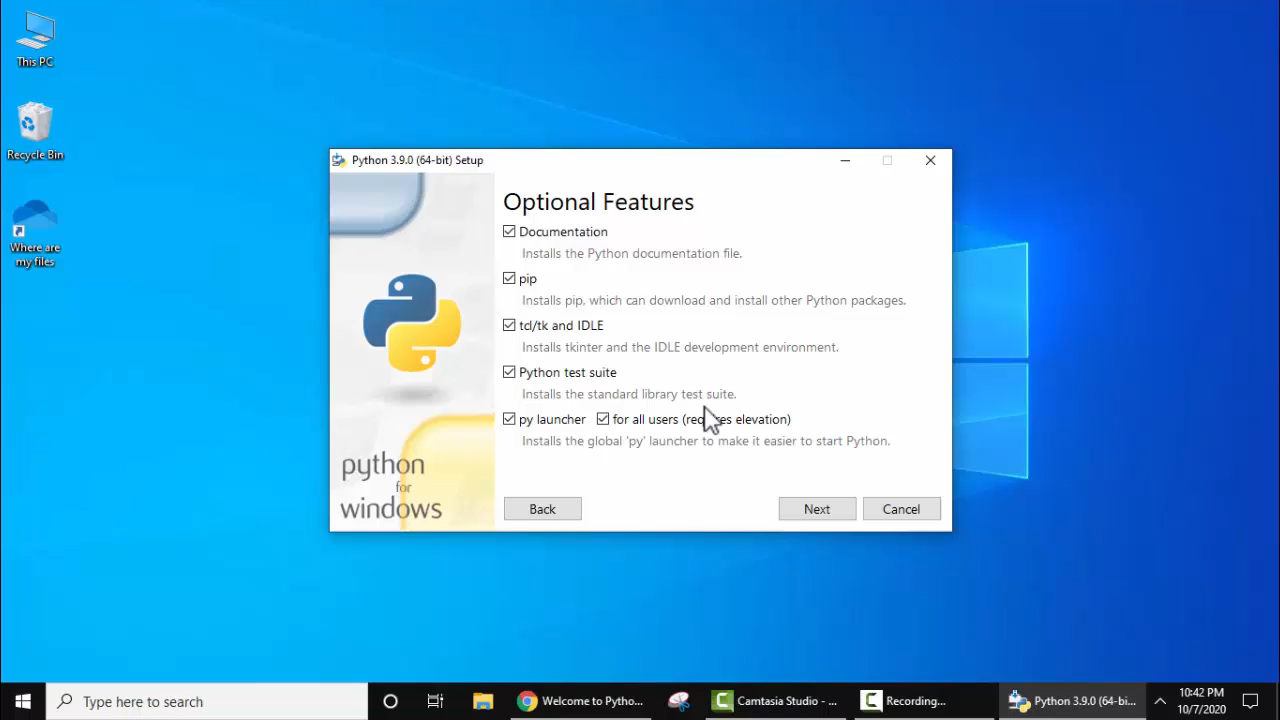 This PC
Recycle Bin
Where are
my files
Python 3.9.0 (64-bit) Setup
Optional Features
Documentation
Installs the Python documentation file.
pip
Installs pip, which can download and install other Python packages.
tcl/tk and IDLE
Installs tkinter and the IDLE development environment.
Python test suite
Installs the standard library test suite.
py launcher for all users (requires elevation)
Installs the global 'py' launcher to make it easier to start Python.
python
for
windows
Back
Next
Cancel
Type here to search
Welcome to Pytho...
Camtasia Studio - ...
Recording...
Python 3.9.0 (64-bi...
10:42 PM
10/7/2020